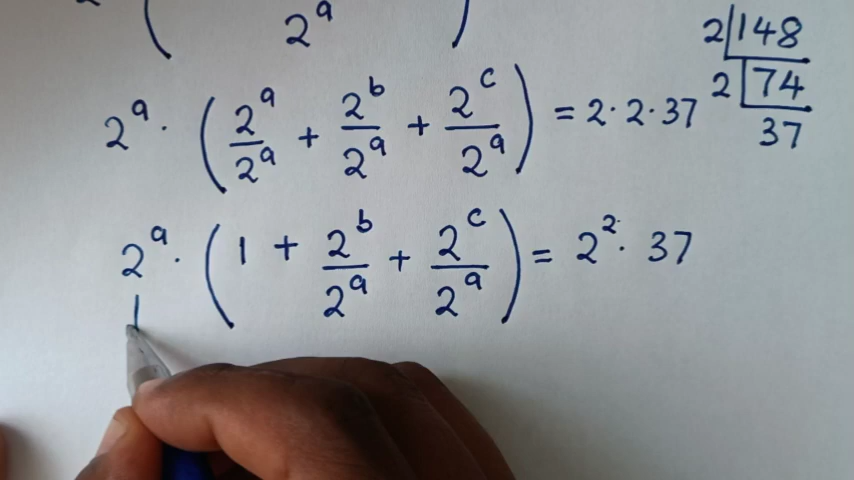 ( 2^a )
2^a · (2^a/2^a + 2^b/2^a + 2^c/2^a) = 2·2·37
2^a · (1 + 2^b/2^a + 2^c/2^a) = 2^2 · 37
2|148
2|74
37